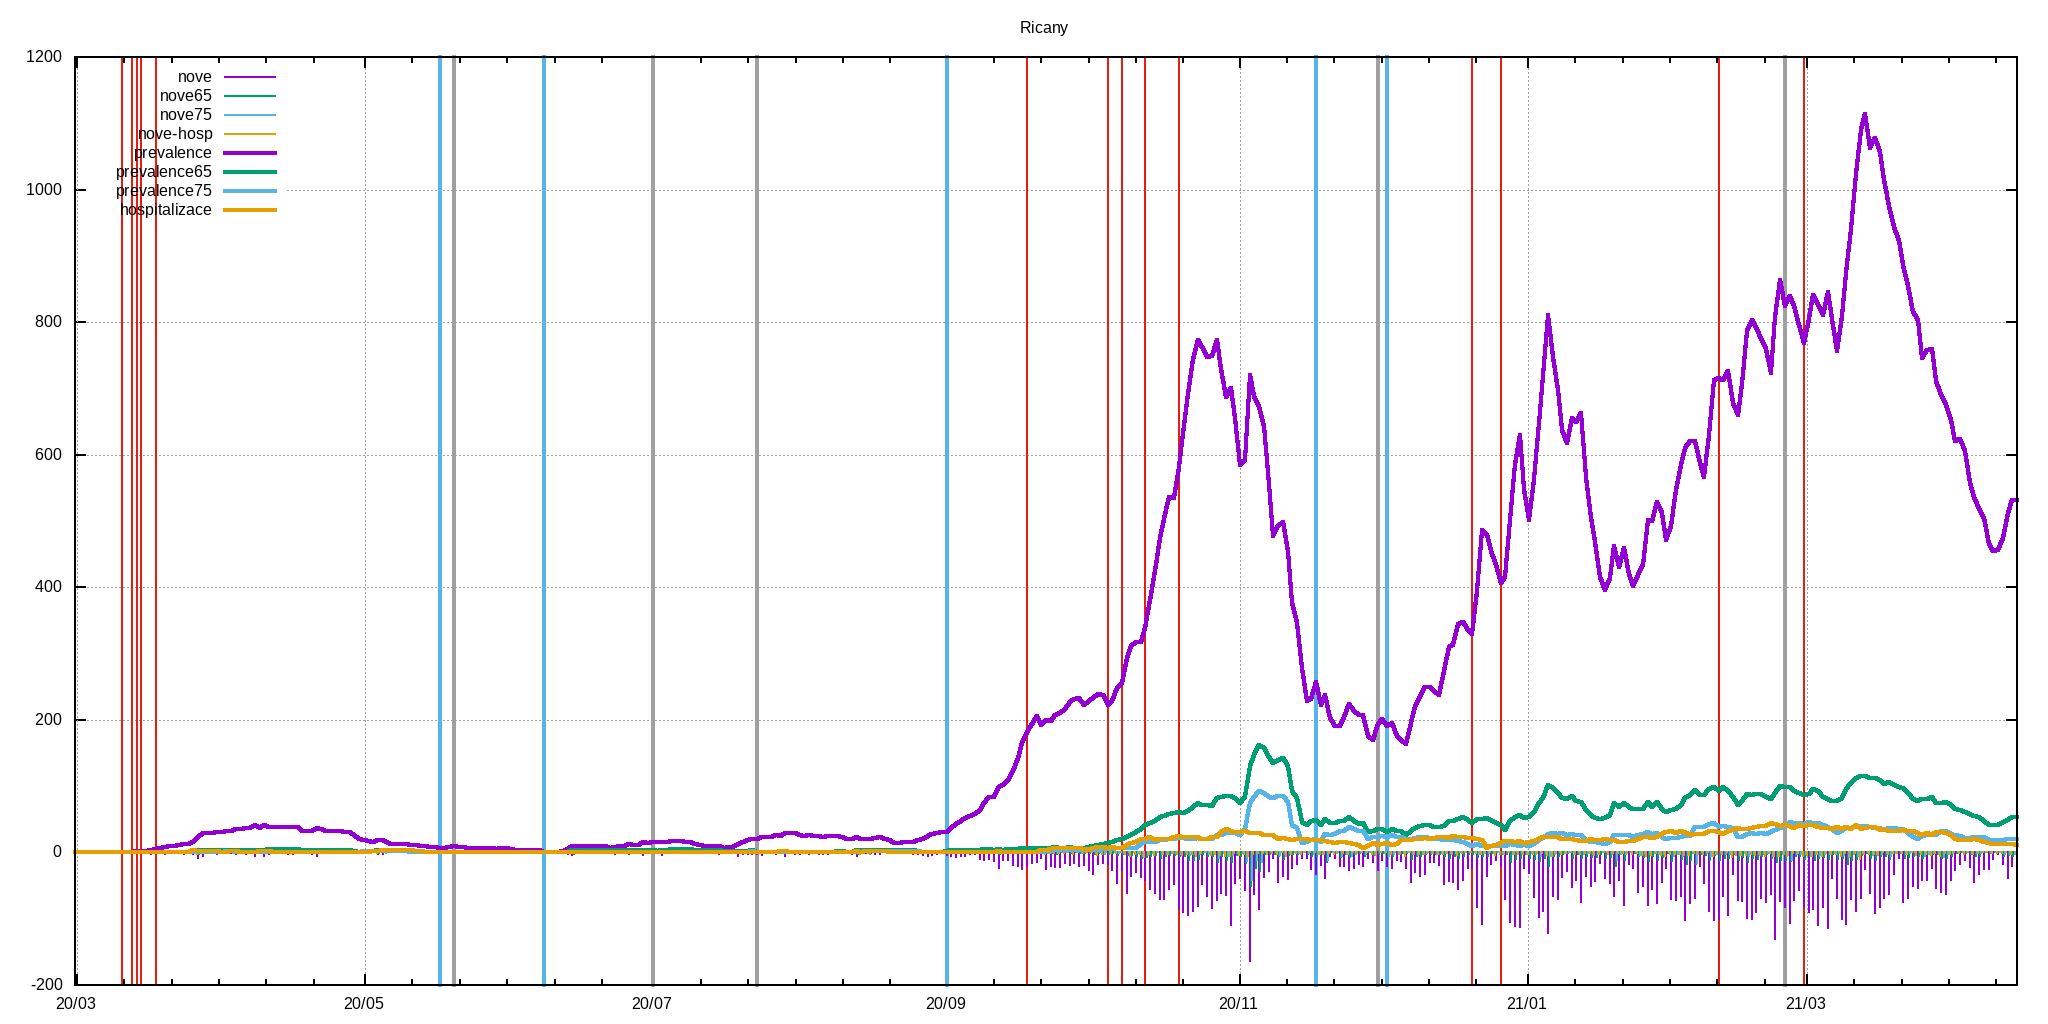 Ricany
1200
1000
800
600
400
200
0
-200
nove
nove65
nove75
nove-hosp
prevalence
prevalence65
prevalence75
hospitalizace
20/03
20/05
20/07
20/09
20/11
21/01
21/03